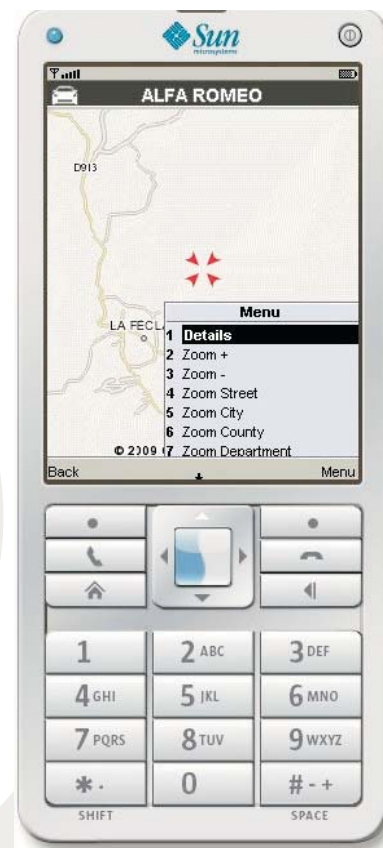 Sun
microsystems
ALFA ROMEO
D913
LA FECL
Menu
1 Details
2 Zoom +
3 Zoom -
4 Zoom Street
5 Zoom City
6 Zoom County
7 Zoom Department
© 2009
Back
Menu
1
2 ABC
3 DEF
4 GHI
5 JKL
6 MNO
7 PQRS
8 TUV
9 WXYZ
* .
0
# - +
SHIFT
SPACE